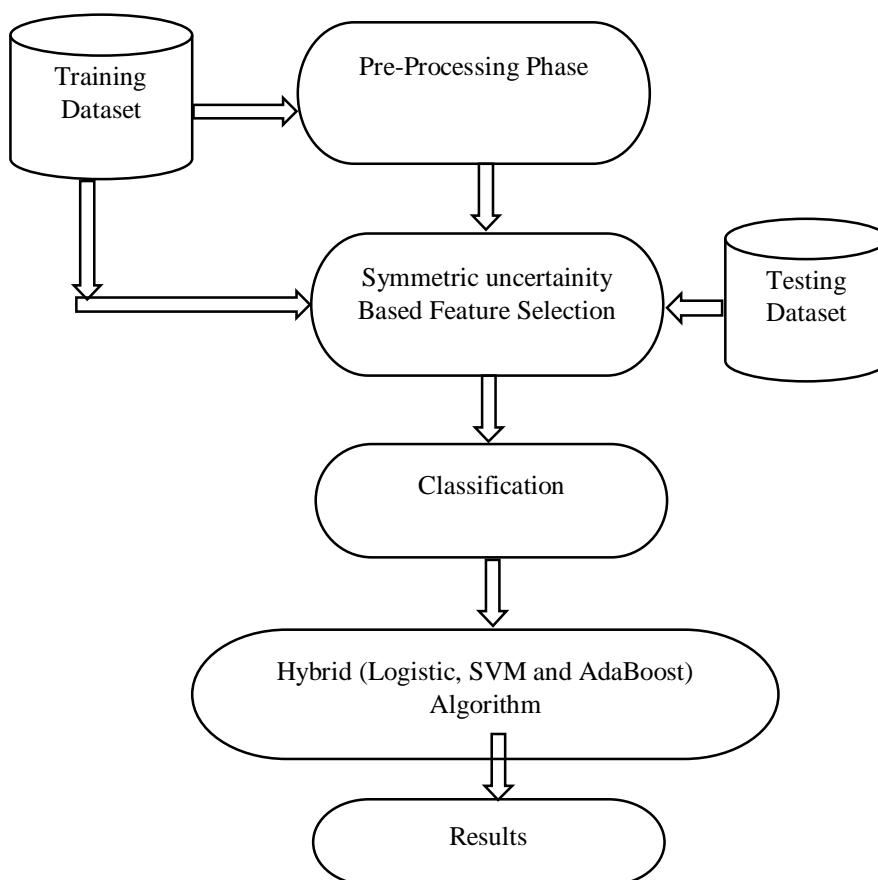 Training
Dataset
Pre-Processing Phase
Symmetric uncertainity
Based Feature Selection
Testing
Dataset
Classification
Hybrid (Logistic, SVM and AdaBoost)
Algorithm
Results